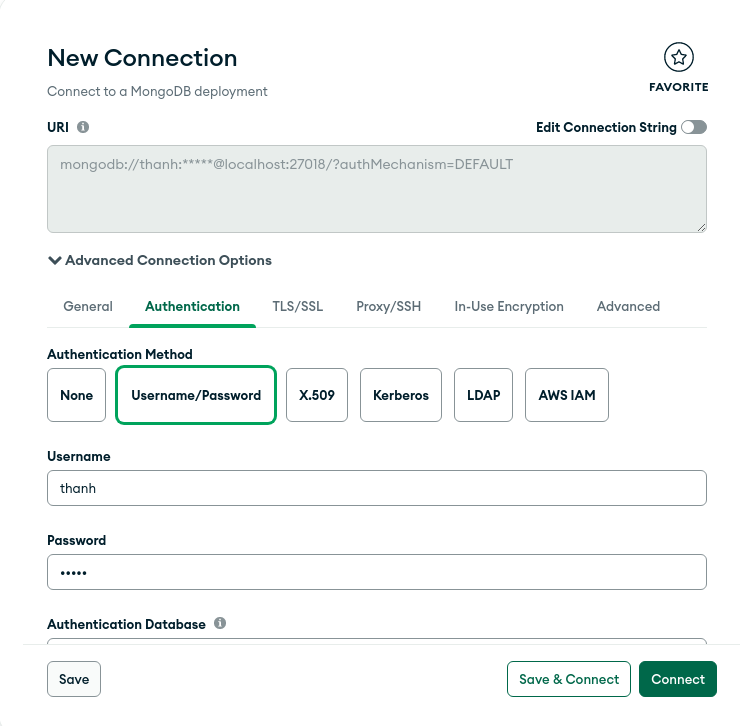 New Connection
Connect to a MongoDB deployment
FAVORITE
URI
Edit Connection String
mongodb://thanh:*****@localhost:27018/?authMechanism=DEFAULT
Advanced Connection Options
General Authentication TLS/SSL Proxy/SSH In-Use Encryption Advanced
Authentication Method
None Username/Password X.509 Kerberos LDAP AWS IAM
Username
thanh
Password
•••••
Authentication Database
Save Save & Connect Connect